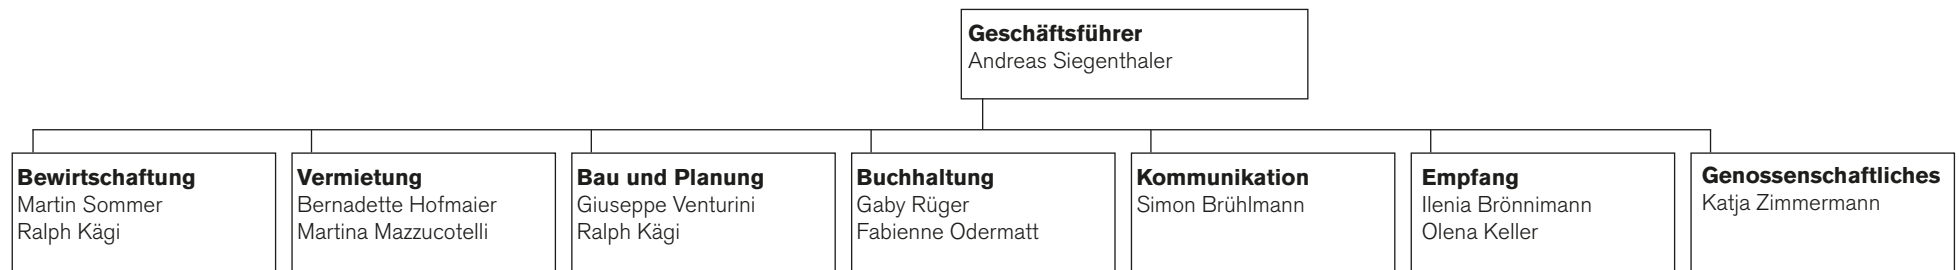 Geschäftsführer
Andreas Siegenthaler
Bewirtschaftung
Martin Sommer
Ralph Kägi
Vermietung
Bernadette Hofmaier
Martina Mazzucotelli
Bau und Planung
Giuseppe Venturini
Ralph Kägi
Buchhaltung
Gaby Rüger
Fabienne Odermatt
Kommunikation
Simon Brühlmann
Empfang
Ilenia Brönnimann
Olena Keller
Genossenschaftliches
Katja Zimmermann